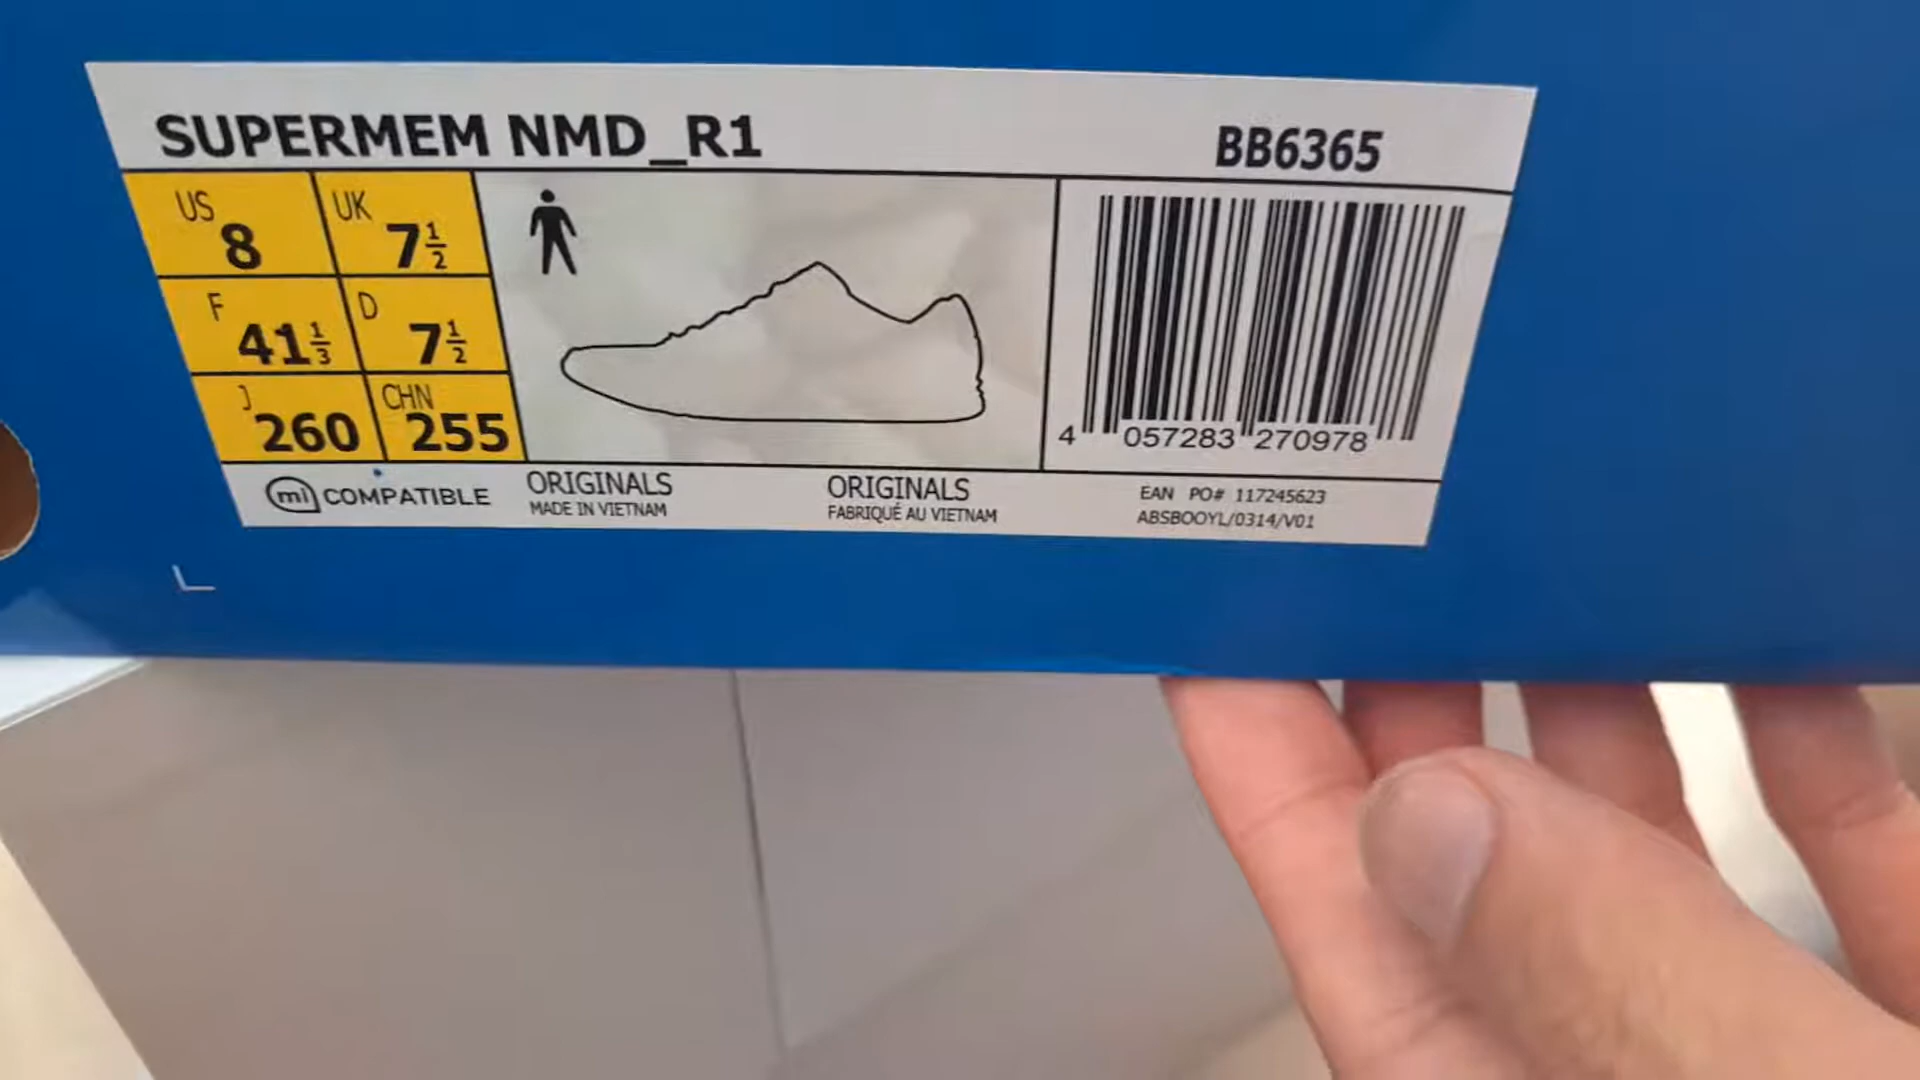 SUPERMEM NMD_R1
BB6365
US 8
UK 7½
F 41⅓
D 7½
J 260
CHN 255
4 057283 270978
mi COMPATIBLE
ORIGINALS
MADE IN VIETNAM
ORIGINALS
FABRIQUÉ AU VIETNAM
EAN PO# 117245623
ABSBOOYL/0314/V01